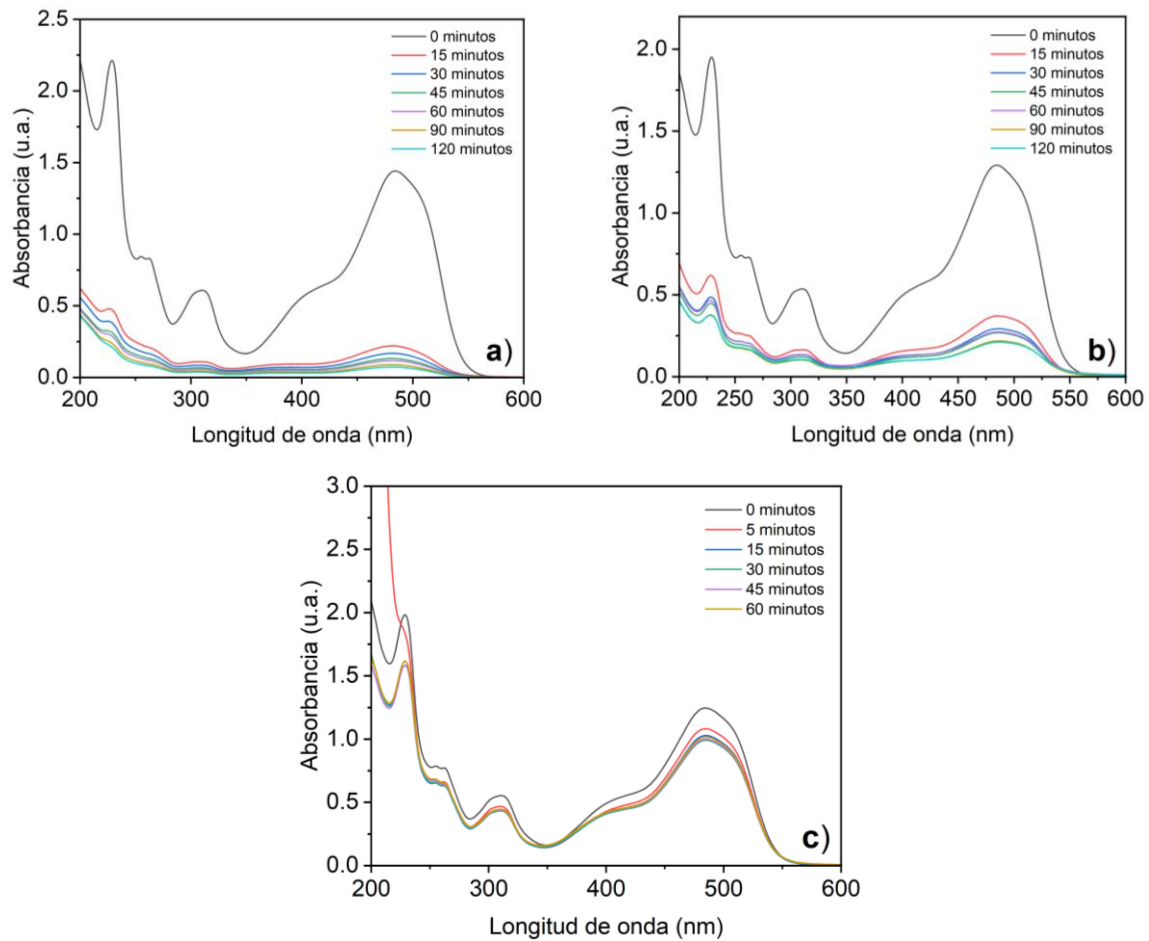 2.5
2.0
1.5
1.0
0.5
0.0
200
300
400
500
600
Absorbancia (u.a.)
Longitud de onda (nm)
0 minutos
15 minutos
30 minutos
45 minutos
60 minutos
90 minutos
120 minutos
a)
2.0
1.5
1.0
0.5
0.0
200
250
300
350
400
450
500
550
600
Absorbancia (u.a.)
Longitud de onda (nm)
0 minutos
15 minutos
30 minutos
45 minutos
60 minutos
90 minutos
120 minutos
b)
3.0
2.5
2.0
1.5
1.0
0.5
0.0
200
300
400
500
600
Absorbancia (u.a.)
Longitud de onda (nm)
0 minutos
5 minutos
15 minutos
30 minutos
45 minutos
60 minutos
c)